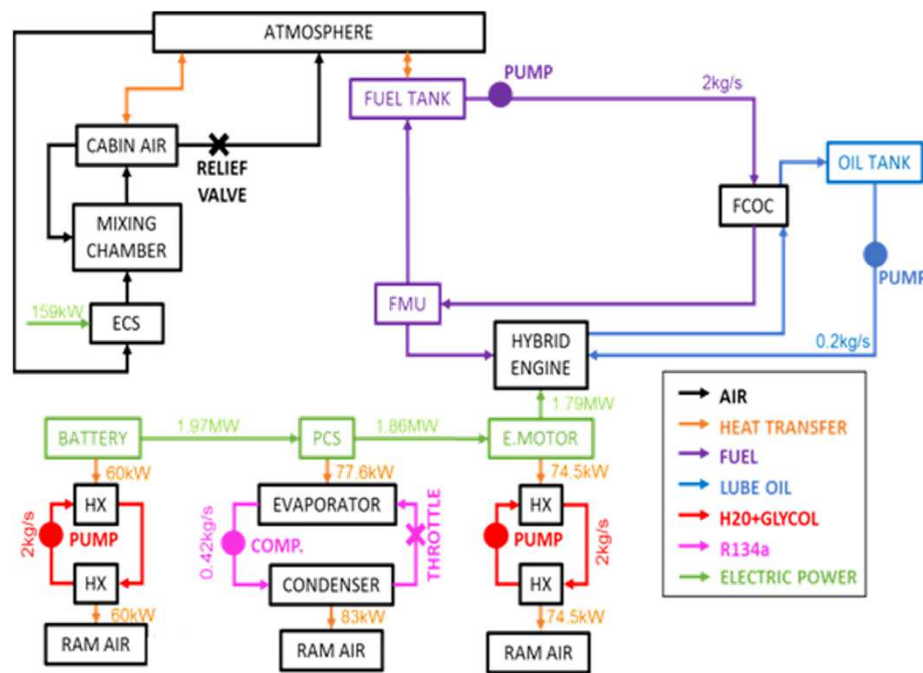 ATMOSPHERE
PUMP
2kg/s
FUEL TANK
CABIN AIR
RELIEF
VALVE
OIL TANK
FCOC
MIXING
CHAMBER
PUMP
159kW
ECS
FMU
HYBRID
ENGINE
0.2kg/s
1.79MW
BATTERY
1.97MW
PCS
1.86MW
E.MOTOR
60kW
77.6kW
74.5kW
HX
EVAPORATOR
HX
2kg/s
PUMP
0.42kg/s
COMP.
THROTTLE
PUMP
2kg/s
HX
CONDENSER
HX
60kW
83kW
74.5kW
RAM AIR
RAM AIR
RAM AIR
AIR
HEAT TRANSFER
FUEL
LUBE OIL
H20+GLYCOL
R134a
ELECTRIC POWER